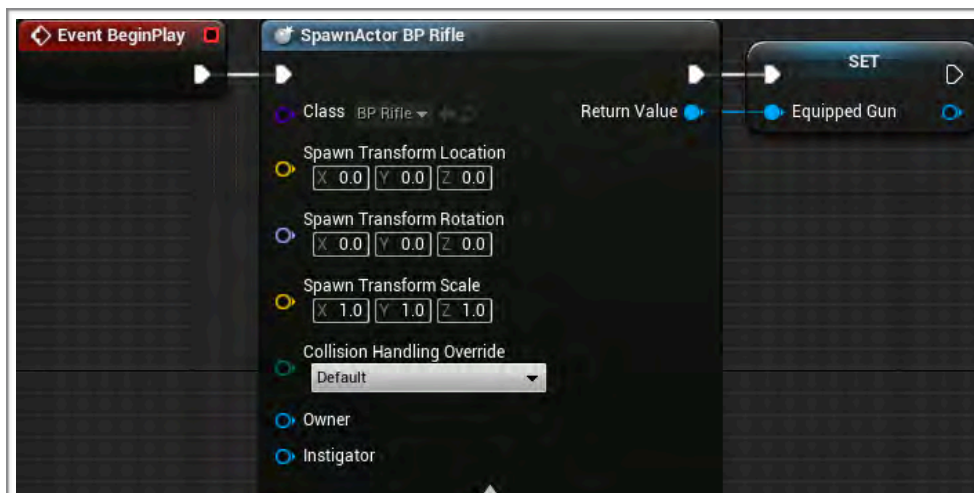 Event BeginPlay
SpawnActor BP Rifle
SET
Class BP Rifle
Return Value
Equipped Gun
Spawn Transform Location
X 0.0 Y 0.0 Z 0.0
Spawn Transform Rotation
X 0.0 Y 0.0 Z 0.0
Spawn Transform Scale
X 1.0 Y 1.0 Z 1.0
Collision Handling Override
Default
Owner
Instigator